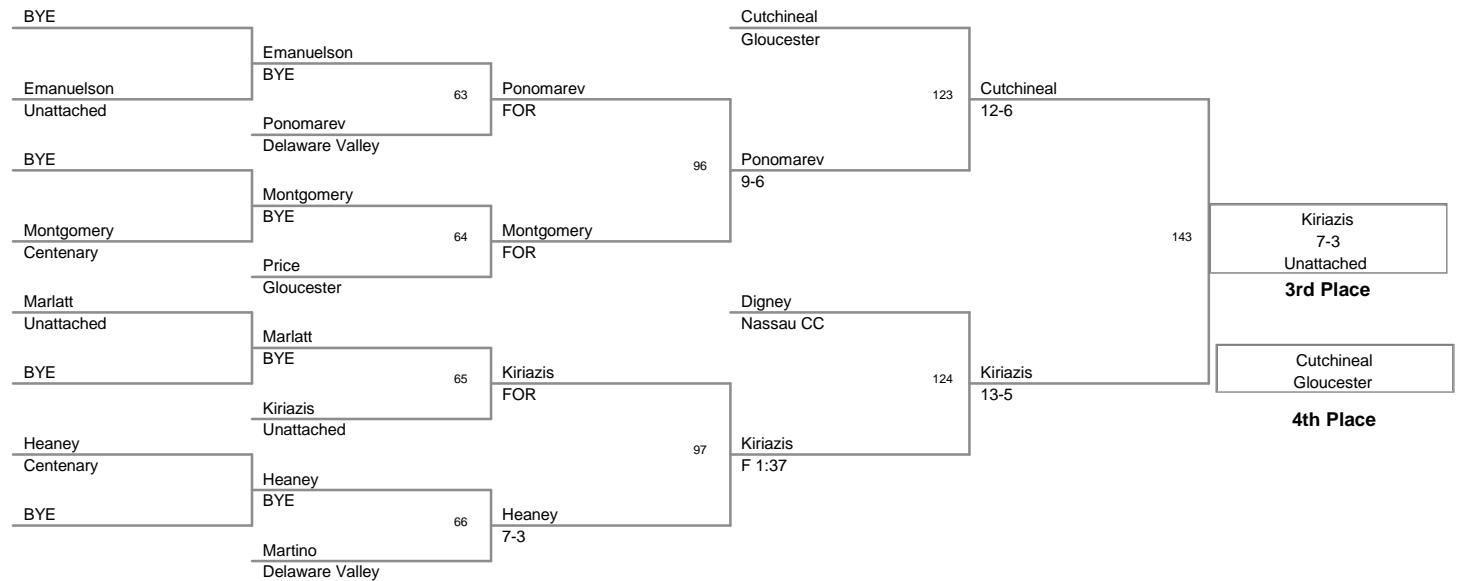 BYE
Emanuelson
Unattached
BYE
Montgomery
Centenary
Marlatt
Unattached
BYE
Heaney
Centenary
BYE
Emanuelson
BYE
63
Ponomarev
Delaware Valley
Montgomery
BYE
64
Price
Gloucester
Marlatt
BYE
65
Kiriazis
Unattached
Heaney
BYE
66
Martino
Delaware Valley
Ponomarev
FOR
96
Montgomery
FOR
Kiriazis
FOR
97
Heaney
7-3
Cutchineal
Gloucester
123
Ponomarev
9-6
Digney
Nassau CC
124
Kiriazis
F 1:37
Cutchineal
12-6
143
Kiriazis
13-5
Kiriazis
7-3
Unattached
3rd Place
Cutchineal
Gloucester
4th Place